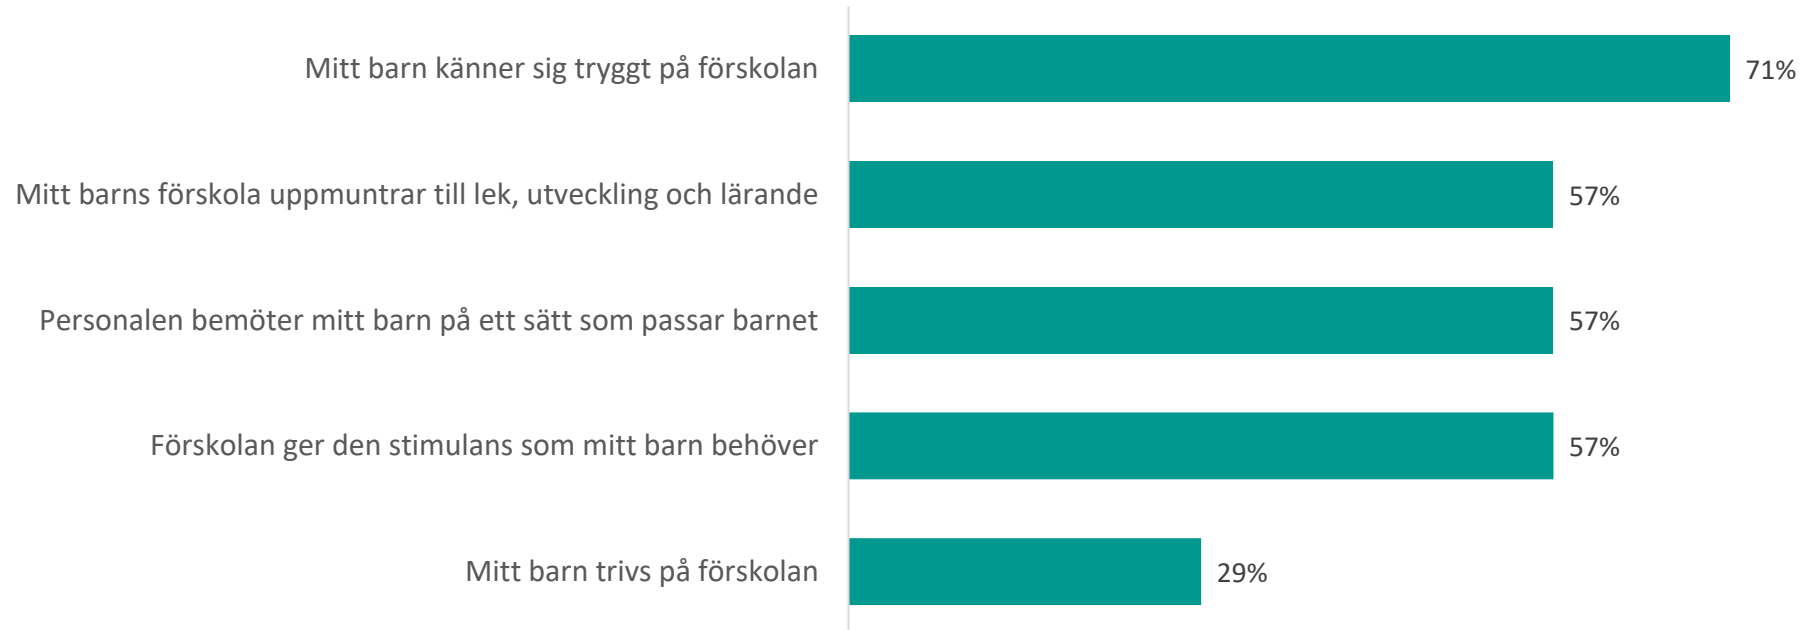 Mitt barn känner sig tryggt på förskolan 71%
Mitt barns förskola uppmuntrar till lek, utveckling och lärande 57%
Personalen bemöter mitt barn på ett sätt som passar barnet 57%
Förskolan ger den stimulans som mitt barn behöver 57%
Mitt barn trivs på förskolan 29%